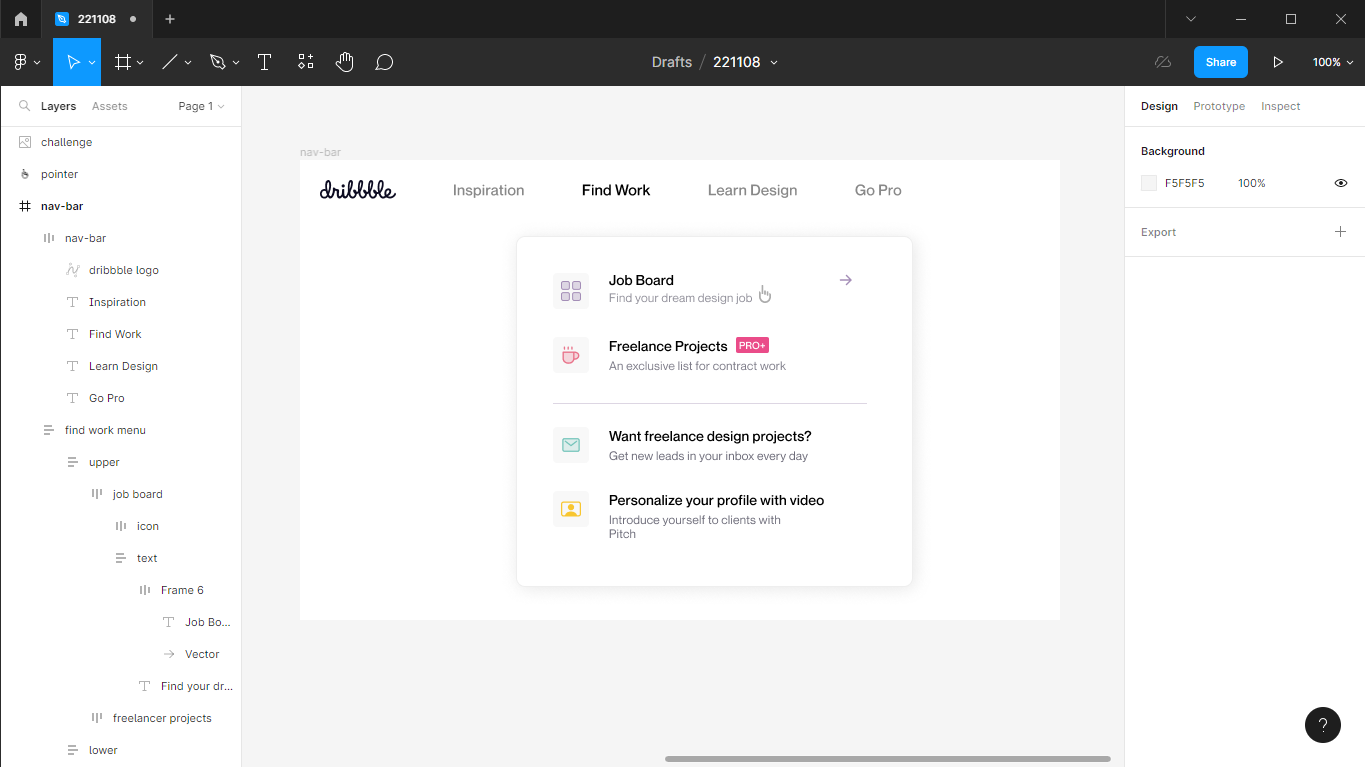 221108
Drafts / 221108
Share
100%
Layers
Assets
Page 1
challenge
pointer
nav-bar
nav-bar
dribbble logo
Inspiration
Find Work
Learn Design
Go Pro
find work menu
upper
job board
icon
text
Frame 6
Job Bo...
Vector
Find your dr...
freelancer projects
lower
nav-bar
dribbble
Inspiration
Find Work
Learn Design
Go Pro
Job Board
Find your dream design job
Freelance Projects PRO+
An exclusive list for contract work
Want freelance design projects?
Get new leads in your inbox every day
Personalize your profile with video
Introduce yourself to clients with
Pitch
Design
Prototype
Inspect
Background
F5F5F5
100%
Export
?